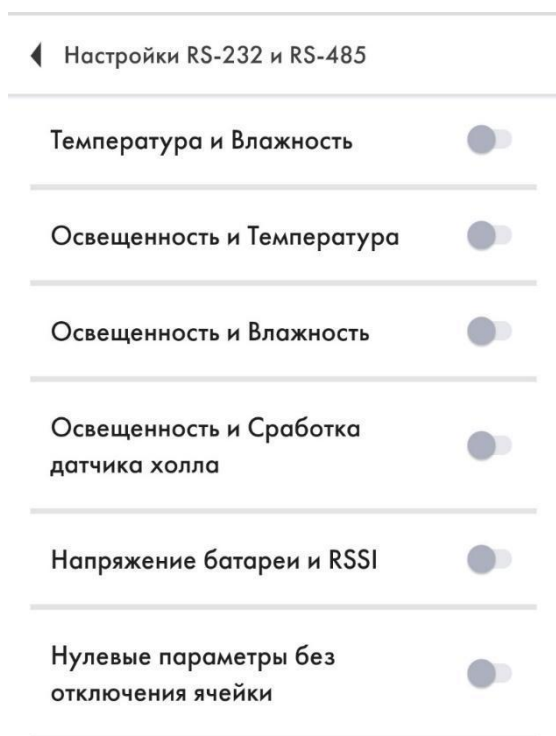 Настройки RS-232 и RS-485
Температура и Влажность
Освещенность и Температура
Освещенность и Влажность
Освещенность и Сработка
датчика холла
Напряжение батареи и RSSI
Нулевые параметры без
отключения ячейки